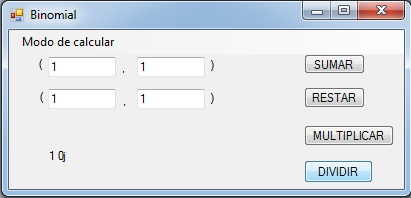 Binomial
Modo de calcular
( 1 , 1 ) SUMAR
( 1 , 1 ) RESTAR
MULTIPLICAR
1 0j
DIVIDIR